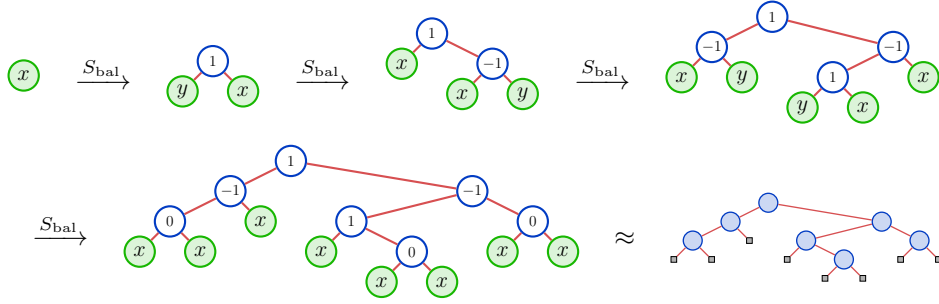 x
S_bal →
1
y x
S_bal →
1
x −1
x y
S_bal →
1
−1 −1
x y 1 x
y x
S_bal →
1
−1 −1
0 x 1 0
x x x 0 x x
x x
≈